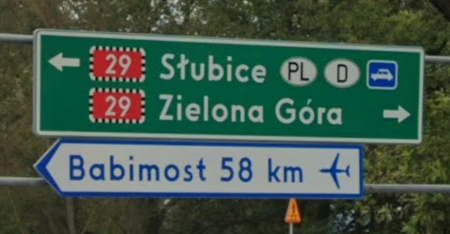 29 Słubice PL D
29 Zielona Góra
Babimost 58 km